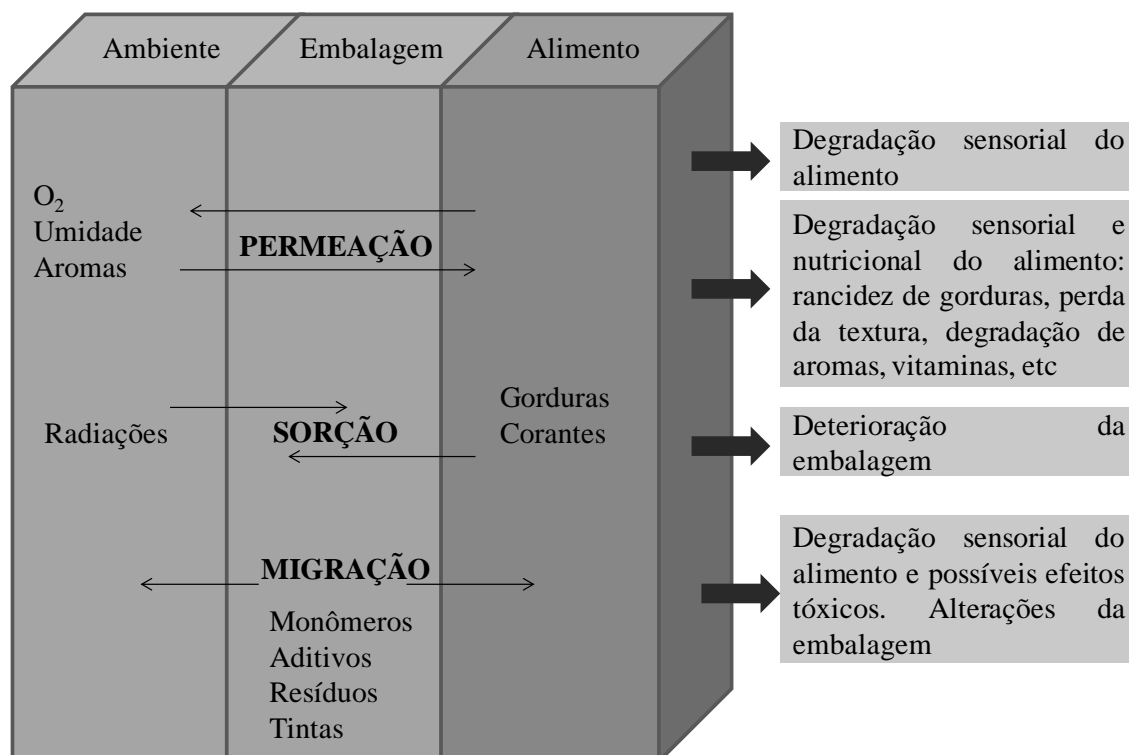 Ambiente
Embalagem
Alimento
O₂
Umidade
Aromas
PERMEAÇÃO
Radiações
SORÇÃO
Gorduras
Corantes
MIGRAÇÃO
Monômeros
Aditivos
Resíduos
Tintas
Degradação sensorial do
alimento
Degradação sensorial e
nutricional do alimento:
rancidez de gorduras, perda
da textura, degradação de
aromas, vitaminas, etc
Deterioração da
embalagem
Degradação sensorial do
alimento e possíveis efeitos
tóxicos. Alterações da
embalagem